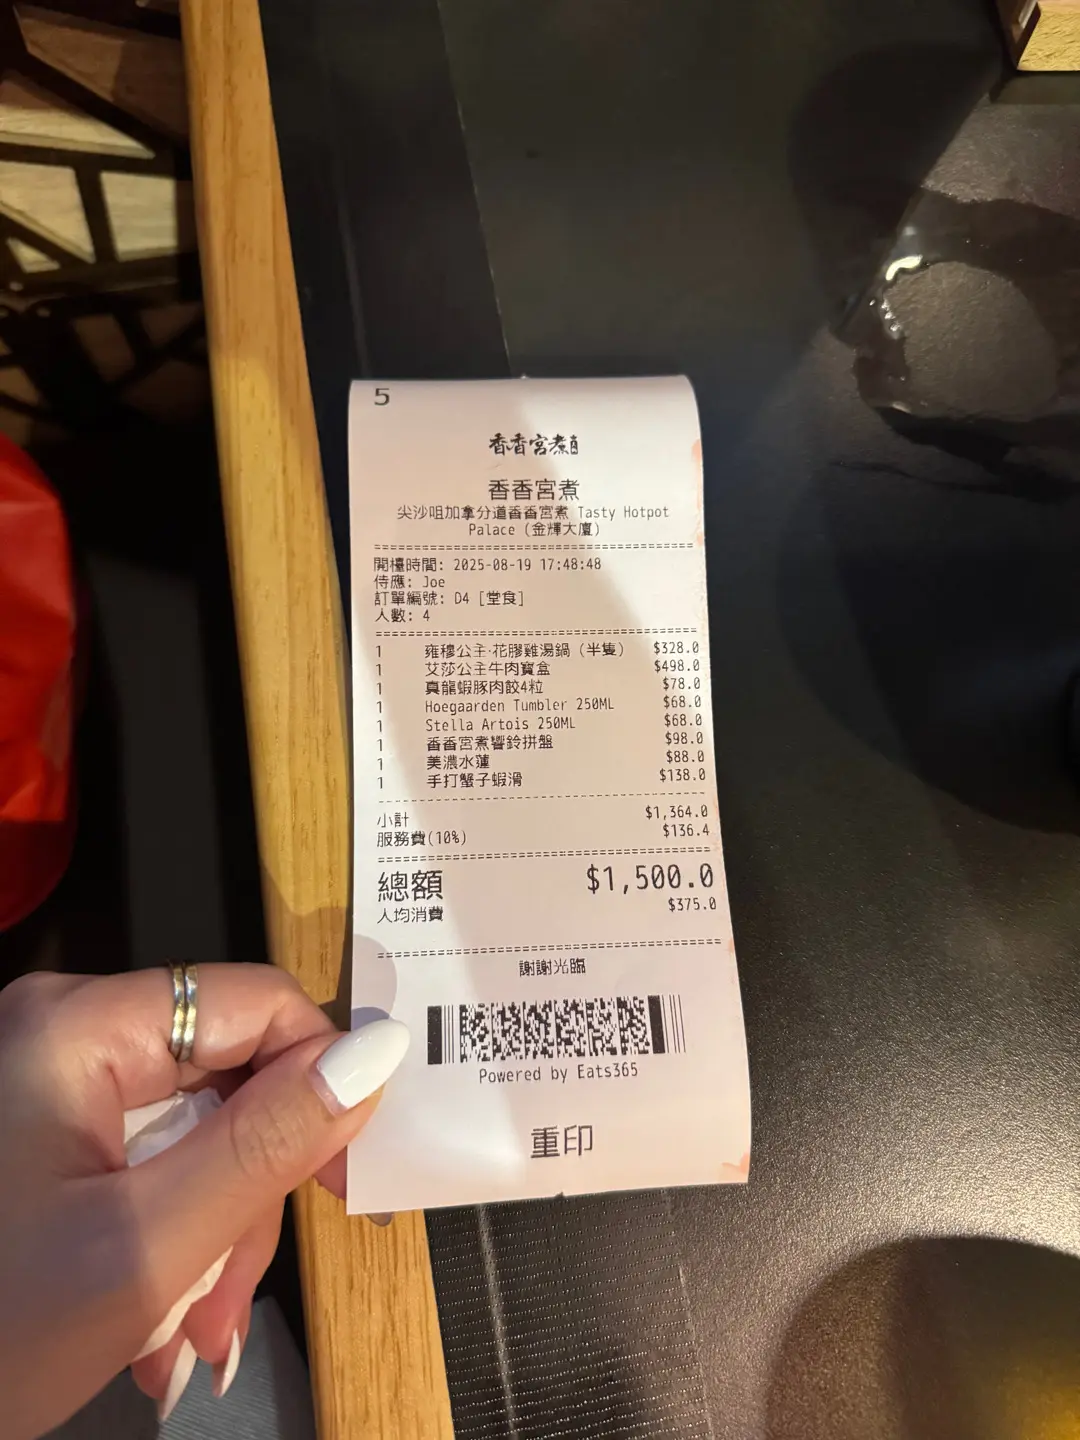 5
香香宮煮
香香宮煮
尖沙咀加拿分道香香宮煮 Tasty Hotpot
Palace (金輝大廈)
開檯時間: 2025-08-19 17:48:48
侍應: Joe
訂單編號: D4 [堂食]
人數: 4
1 雍穆公主·花膠雞湯鍋 (半隻) $328.0
1 艾莎公主牛肉寶盒 $498.0
1 真龍蝦豚肉餃4粒 $78.0
1 Hoegaarden Tumbler 250ML $68.0
1 Stella Artois 250ML $68.0
1 香香宮煮響鈴拼盤 $98.0
1 美濃水蓮 $88.0
1 手打蟹子蝦滑 $138.0
小計 $1,364.0
服務費(10%) $136.4
總額 $1,500.0
人均消費 $375.0
謝謝光臨
Powered by Eats365
重印